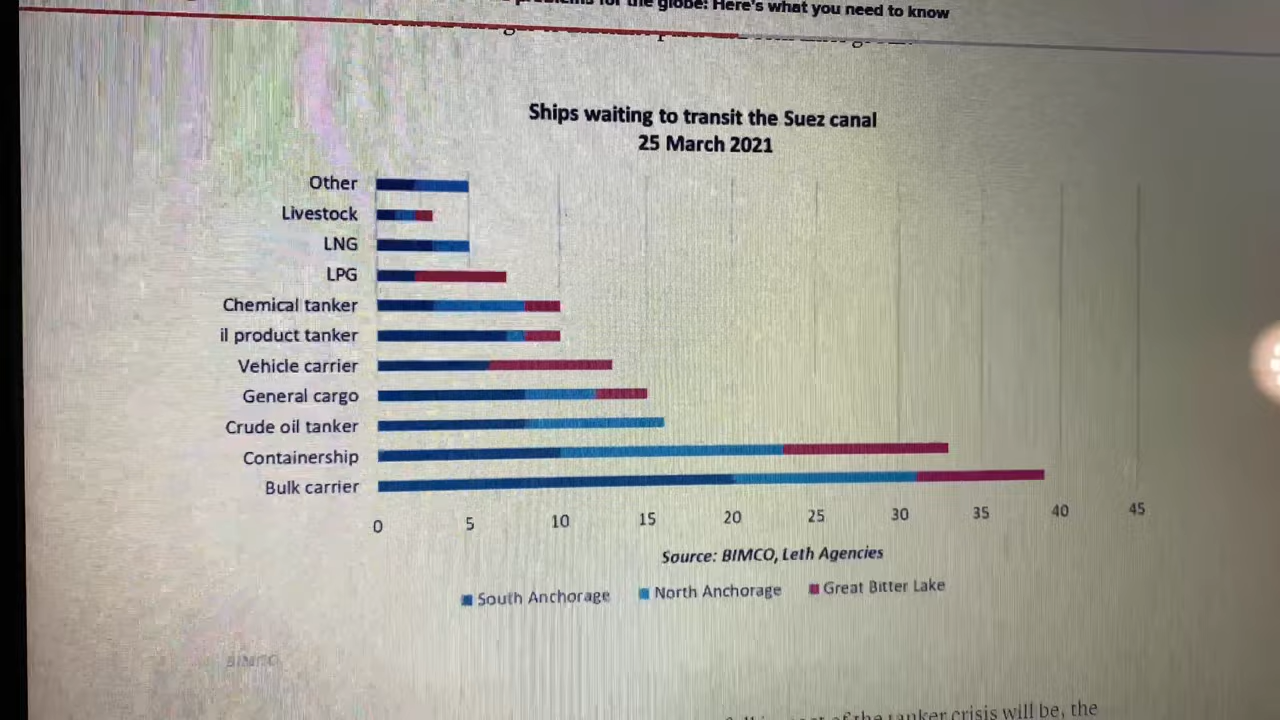 for the globe: Here's what you need to know
Ships waiting to transit the Suez canal
25 March 2021
Other
Livestock
LNG
LPG
Chemical tanker
il product tanker
Vehicle carrier
General cargo
Crude oil tanker
Containership
Bulk carrier
0 5 10 15 20 25 30 35 40 45
Source: BIMCO, Leth Agencies
South Anchorage North Anchorage Great Bitter Lake
BIMCO
of the tanker crisis will be, the